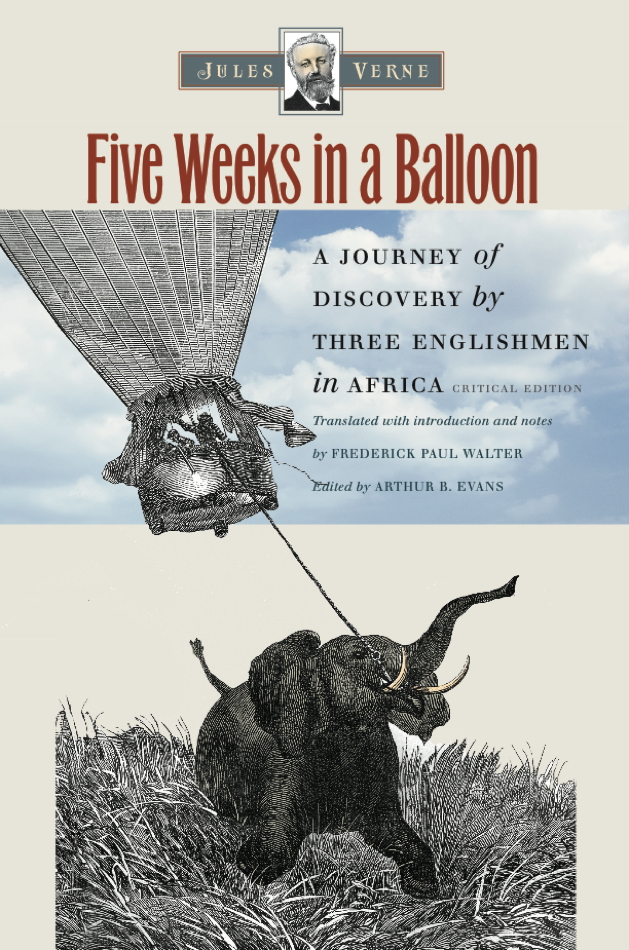 JULES VERNE
Five Weeks in a Balloon
A JOURNEY of
DISCOVERY by
THREE ENGLISHMEN
in AFRICA CRITICAL EDITION
Translated with introduction and notes
by FREDERICK PAUL WALTER
Edited by ARTHUR B. EVANS